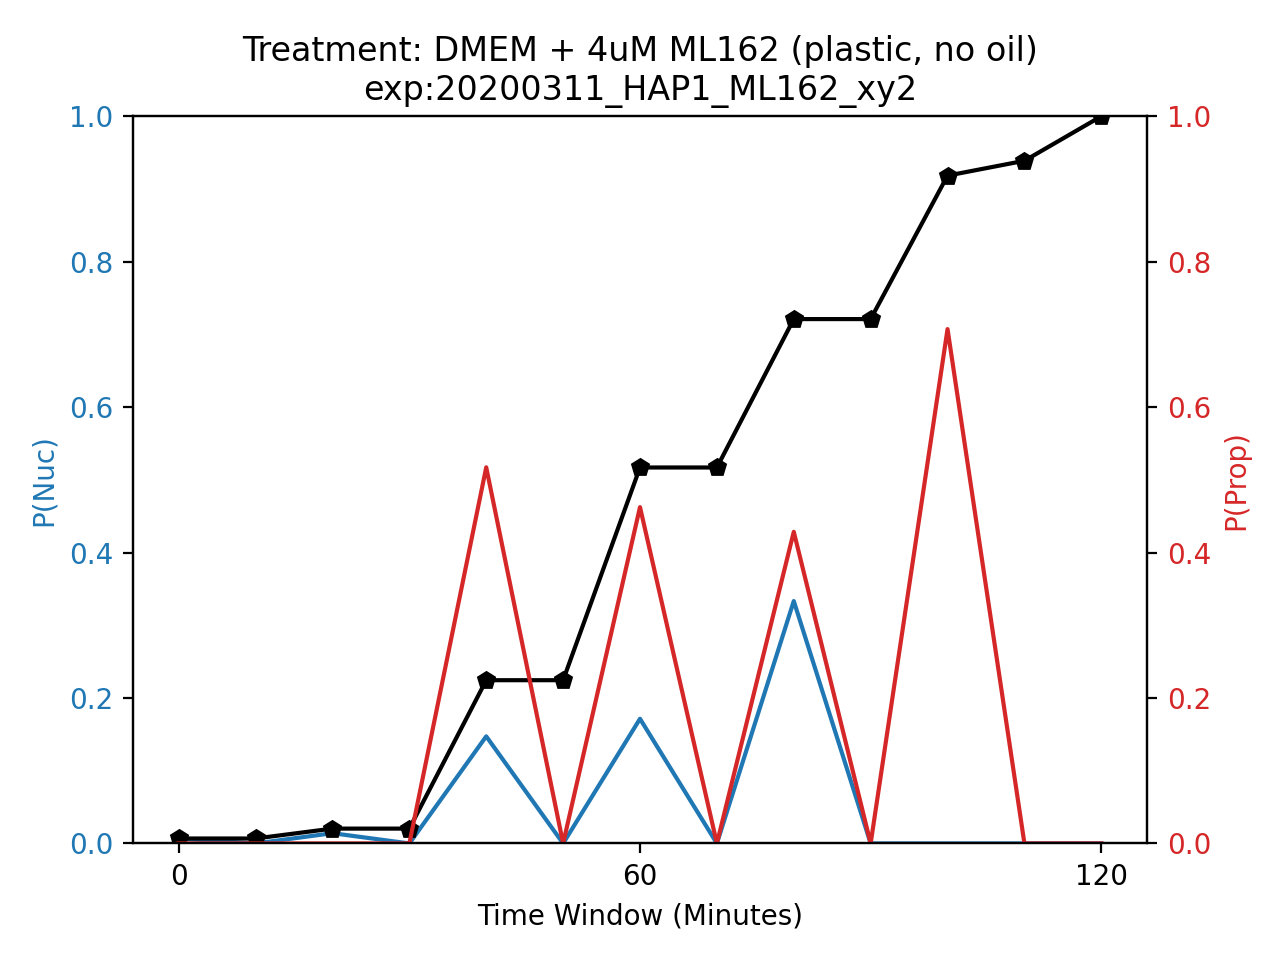 Treatment: DMEM + 4uM ML162 (plastic, no oil)
exp:20200311_HAP1_ML162_xy2
1.0
0.8
0.6
0.4
0.2
0.0
P(Nuc)
1.0
0.8
0.6
0.4
0.2
0.0
P(Prop)
0 60 120
Time Window (Minutes)